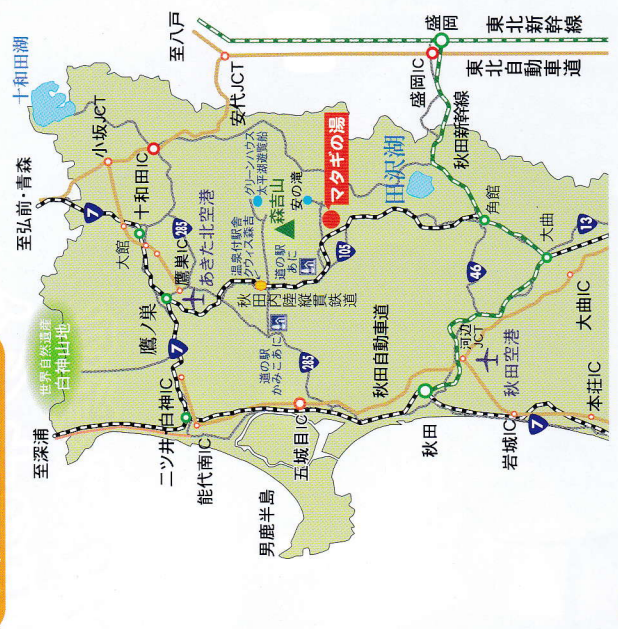 至弘前・青森
十和田湖
至深浦
世界自然遺産
白神山地
7
小坂JCT
大館
十和田IC
285
鷹巣IC
鷹ノ巣
あきた北空港
7
二ツ井白神IC
能代南IC
至八戸
安代JCT
グリーンハウス
太平湖遊覧船
安の滝
温泉付駅舎
クウィス森吉
森吉山
道の駅
あに
マタギの湯
105
秋田内陸縦貫鉄道
道の駅
かみこあに
285
五城目IC
男鹿半島
田沢湖
盛岡
盛岡IC
東北新幹線
東北自動車道
秋田新幹線
角館
46
大曲
13
大曲IC
秋田自動車道
河辺
JCT
秋田空港
秋田
岩城IC
7
本荘IC